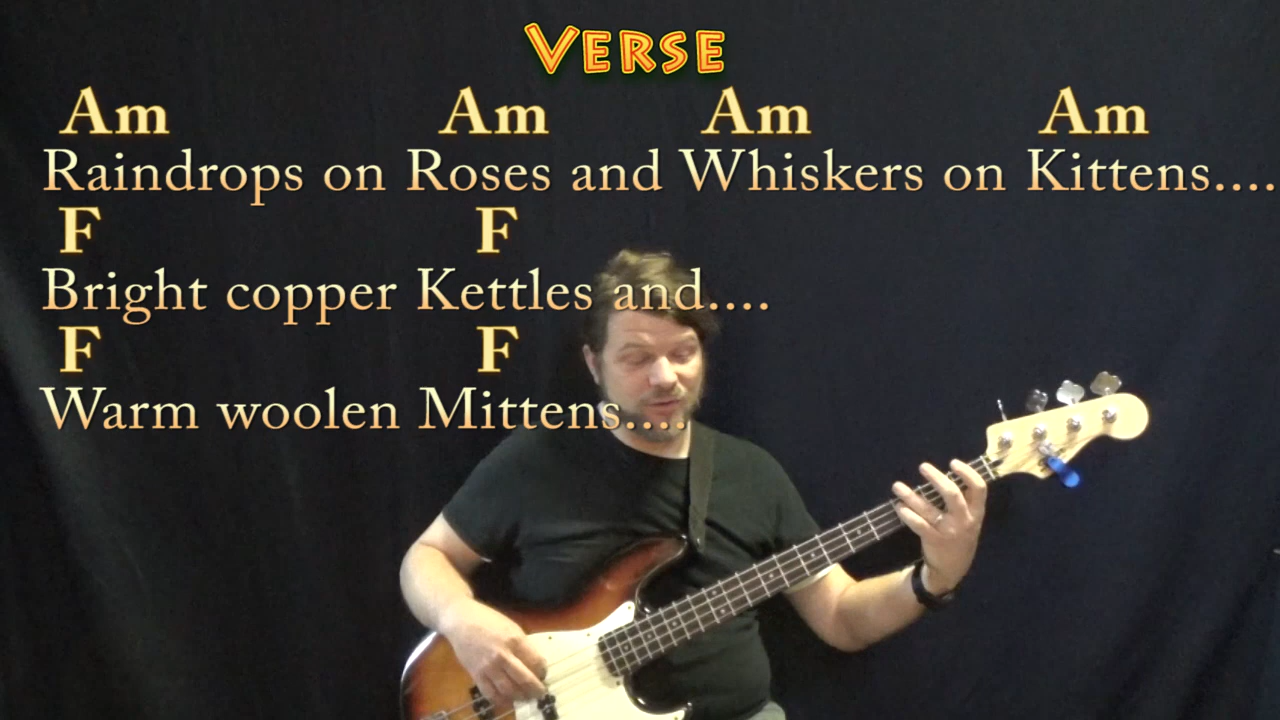 VERSE
Am Am Am Am
Raindrops on Roses and Whiskers on Kittens....
F F
Bright copper Kettles and....
F F
Warm woolen Mittens....